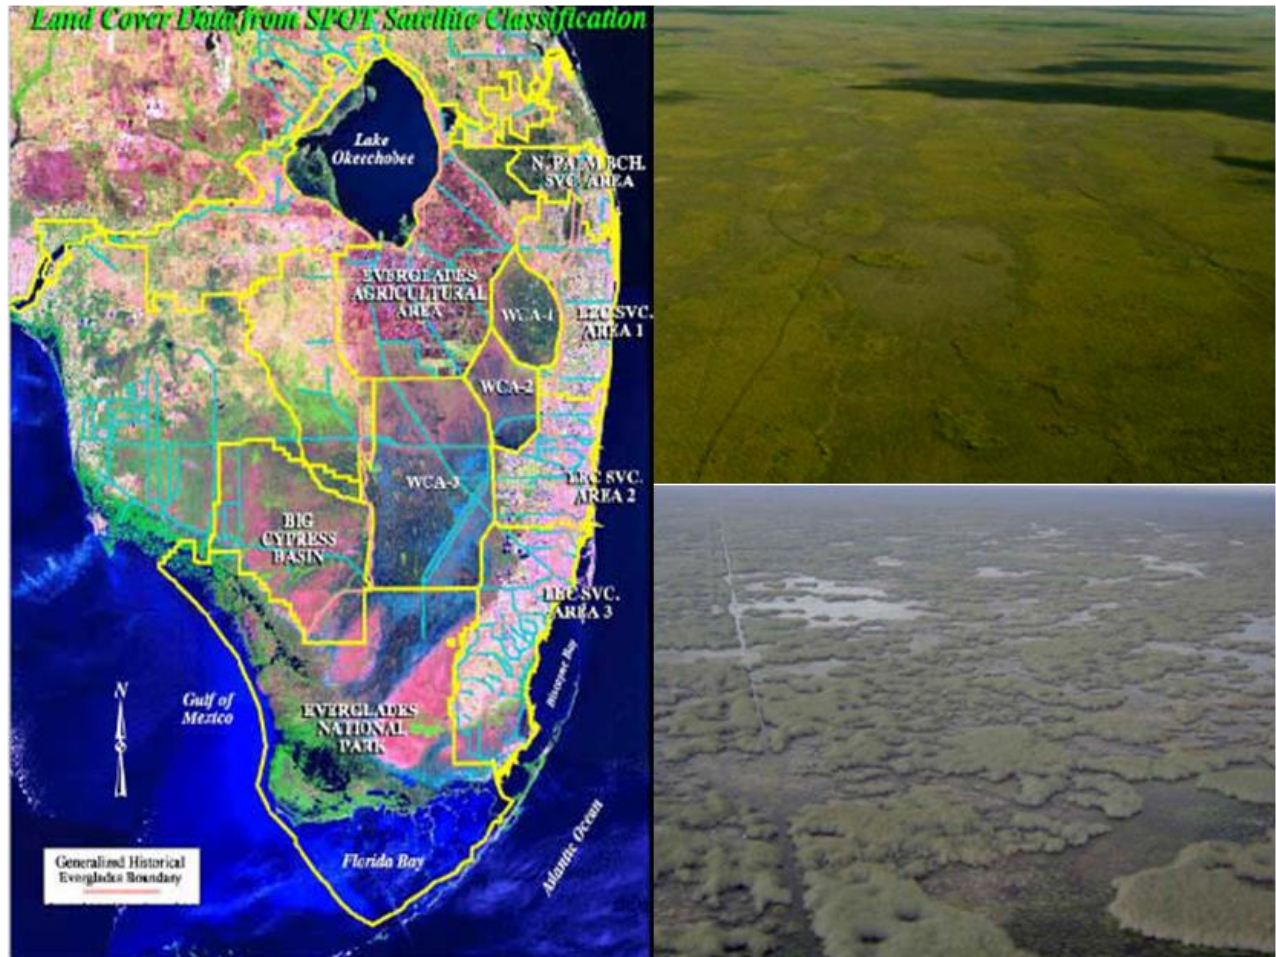 Land Cover Data from SPOT Satellite Classification
Lake
Okeechobee
N. PALM BCH.
SVC. AREA
EVERGLADES
AGRICULTURAL
AREA
WCA-1
LEC SVC.
AREA 1
WCA-2
WCA-3
LEC SVC.
AREA 2
BIG
CYPRESS
BASIN
LEC SVC.
AREA 3
Biscayne Bay
N
Gulf of
Mexico
EVERGLADES
NATIONAL
PARK
Atlantic Ocean
Florida Bay
Generalized Historical
Everglades Boundary